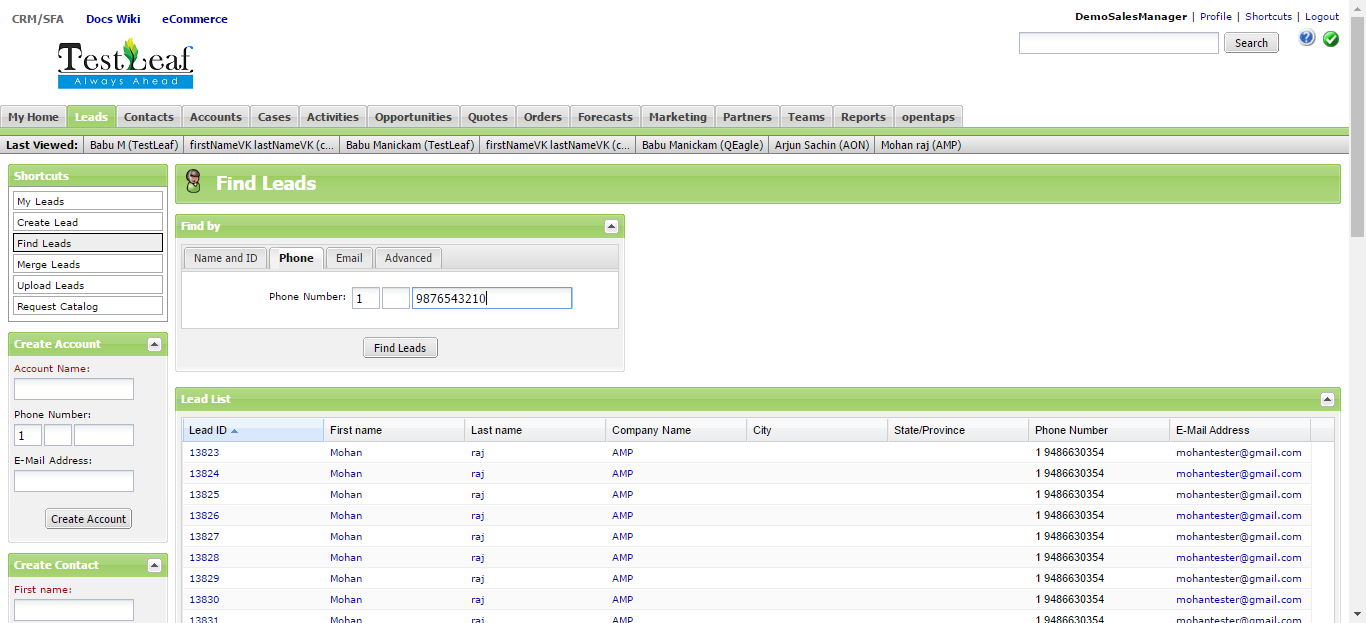 CRM/SFA Docs Wiki eCommerce
DemoSalesManager | Profile | Shortcuts | Logout
TestLeaf
Always Ahead
Search
My Home Leads Contacts Accounts Cases Activities Opportunities Quotes Orders Forecasts Marketing Partners Teams Reports opentaps
Last Viewed: Babu M (TestLeaf) firstNameVK lastNameVK (c... Babu Manickam (TestLeaf) firstNameVK lastNameVK (c... Babu Manickam (QEagle) Arjun Sachin (AON) Mohan raj (AMP)
Shortcuts
My Leads
Create Lead
Find Leads
Merge Leads
Upload Leads
Request Catalog
Create Account
Account Name:
Phone Number:
1
E-Mail Address:
Create Account
Create Contact
First name:
Find Leads
Find by
Name and ID Phone Email Advanced
Phone Number: 1 9876543210
Find Leads
Lead List
Lead ID First name Last name Company Name City State/Province Phone Number E-Mail Address
13823 Mohan raj AMP 1 9486630354 mohantester@gmail.com
13824 Mohan raj AMP 1 9486630354 mohantester@gmail.com
13825 Mohan raj AMP 1 9486630354 mohantester@gmail.com
13826 Mohan raj AMP 1 9486630354 mohantester@gmail.com
13827 Mohan raj AMP 1 9486630354 mohantester@gmail.com
13828 Mohan raj AMP 1 9486630354 mohantester@gmail.com
13829 Mohan raj AMP 1 9486630354 mohantester@gmail.com
13830 Mohan raj AMP 1 9486630354 mohantester@gmail.com
13831 Mohan raj AMP 1 9486630354 mohantester@gmail.com